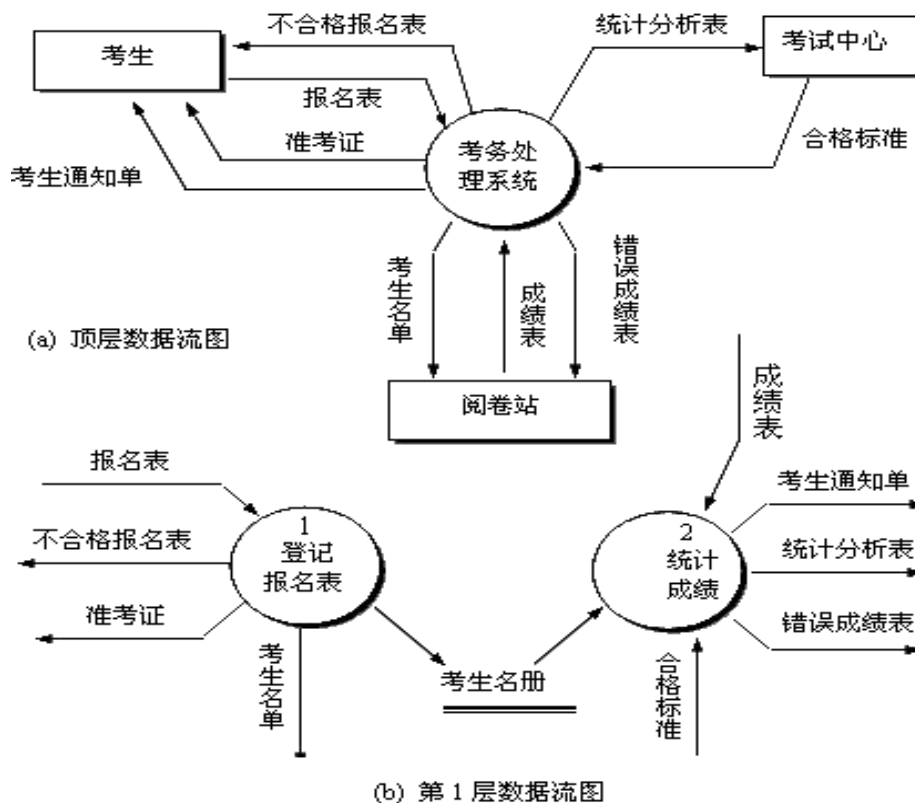 不合格报名表
统计分析表
考生
考试中心
报名表
准考证
合格标准
考生通知单
考务处
理系统
考生名单
成绩表
错误成绩表
(a) 顶层数据流图
阅卷站
成绩表
报名表
考生通知单
1
登记
报名表
2
统计
成绩
不合格报名表
统计分析表
准考证
错误成绩表
考生名单
考生名册
合格标准
(b) 第1层数据流图